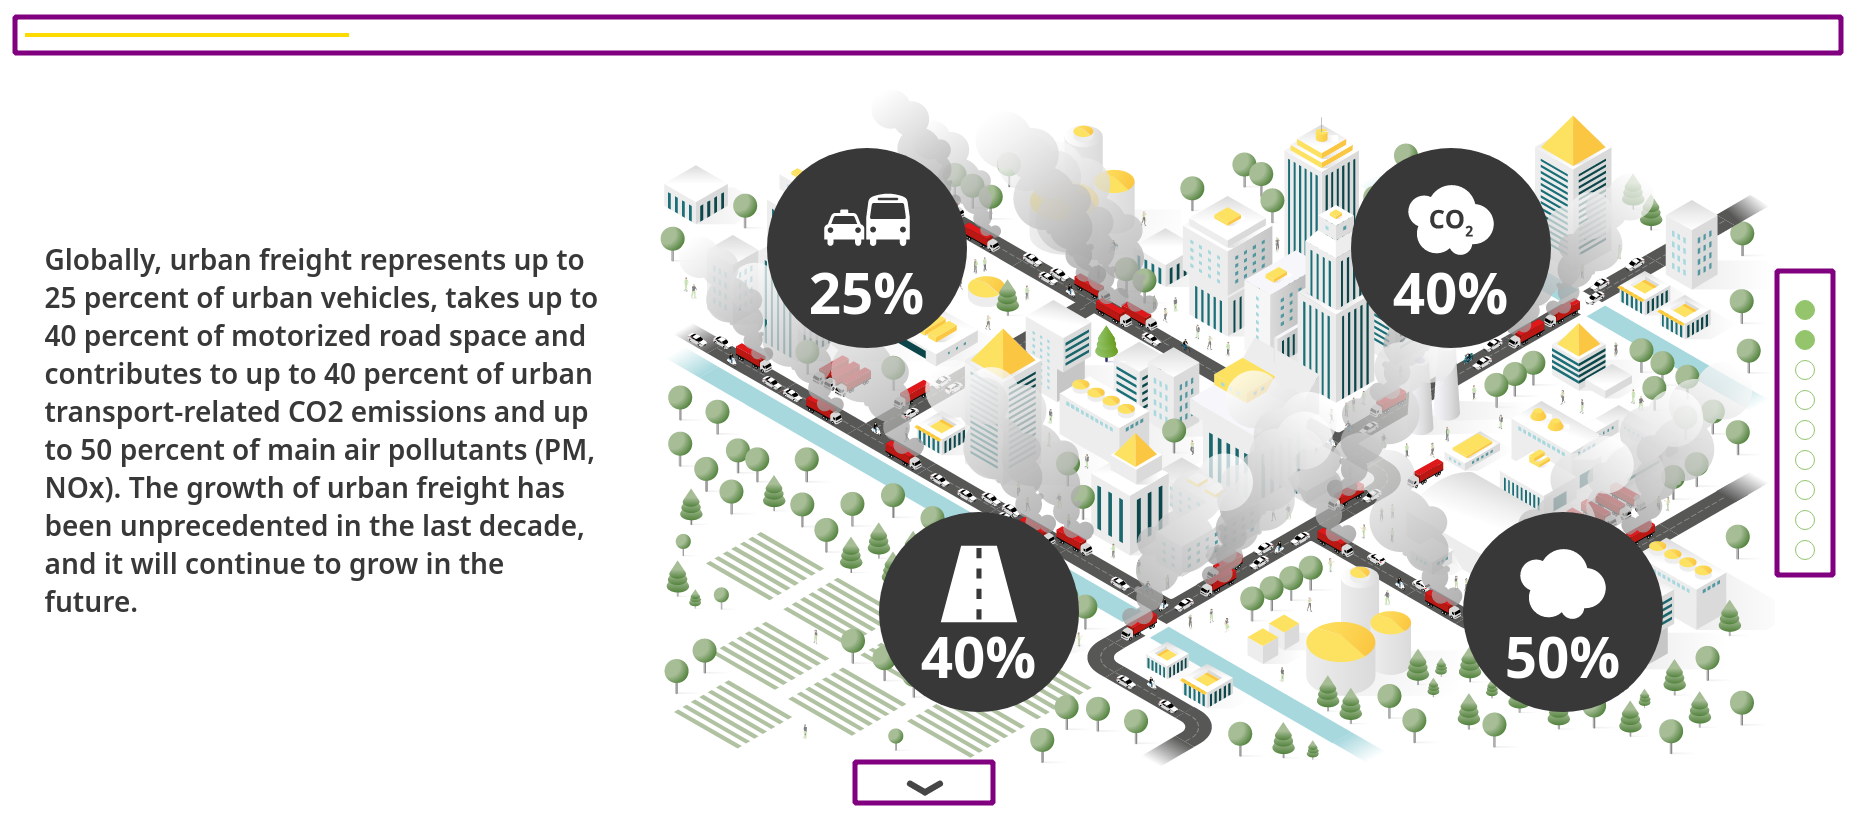 Globally, urban freight represents up to
25 percent of urban vehicles, takes up to
40 percent of motorized road space and
contributes to up to 40 percent of urban
transport-related CO2 emissions and up
to 50 percent of main air pollutants (PM,
NOx). The growth of urban freight has
been unprecedented in the last decade,
and it will continue to grow in the
future.
25%
CO2
40%
40%
50%